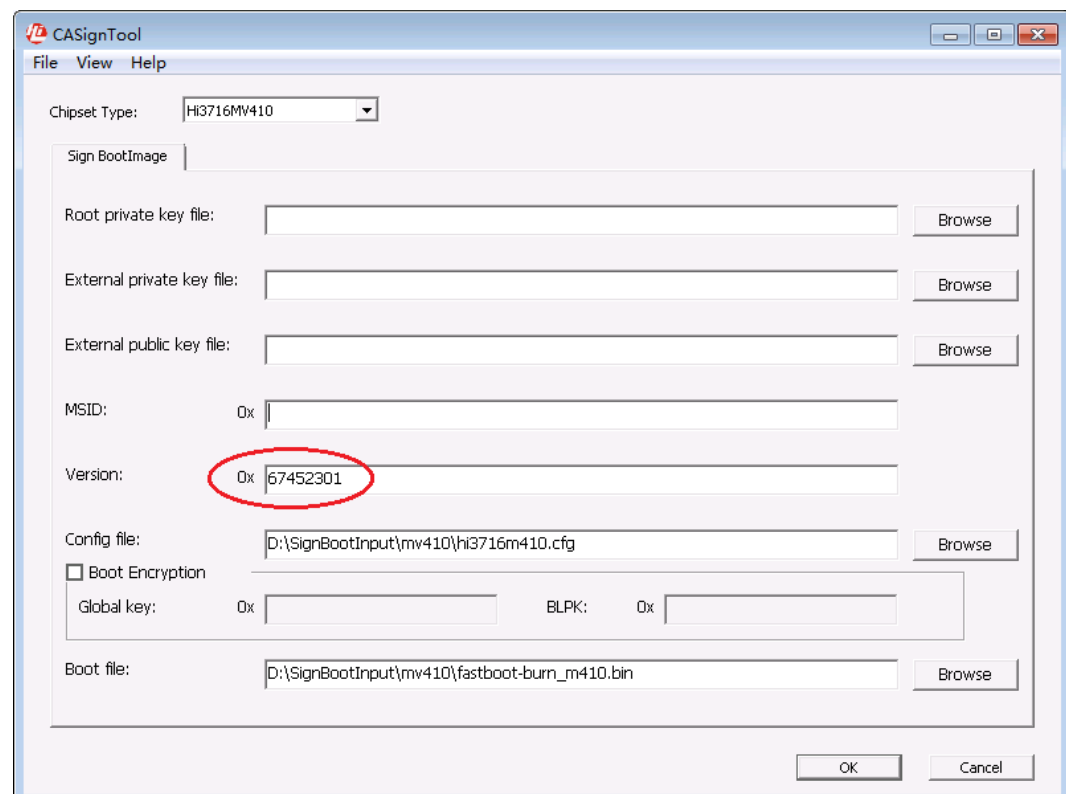 CASignTool
File View Help
Chipset Type: Hi3716MV410
Sign BootImage
Root private key file: Browse
External private key file: Browse
External public key file: Browse
MSID: 0x
Version: 0x 67452301
Config file: D:\SignBootInput\mv410\hi3716m410.cfg Browse
Boot Encryption
Global key: 0x BLPK: 0x
Boot file: D:\SignBootInput\mv410\fastboot-burn_m410.bin Browse
OK Cancel